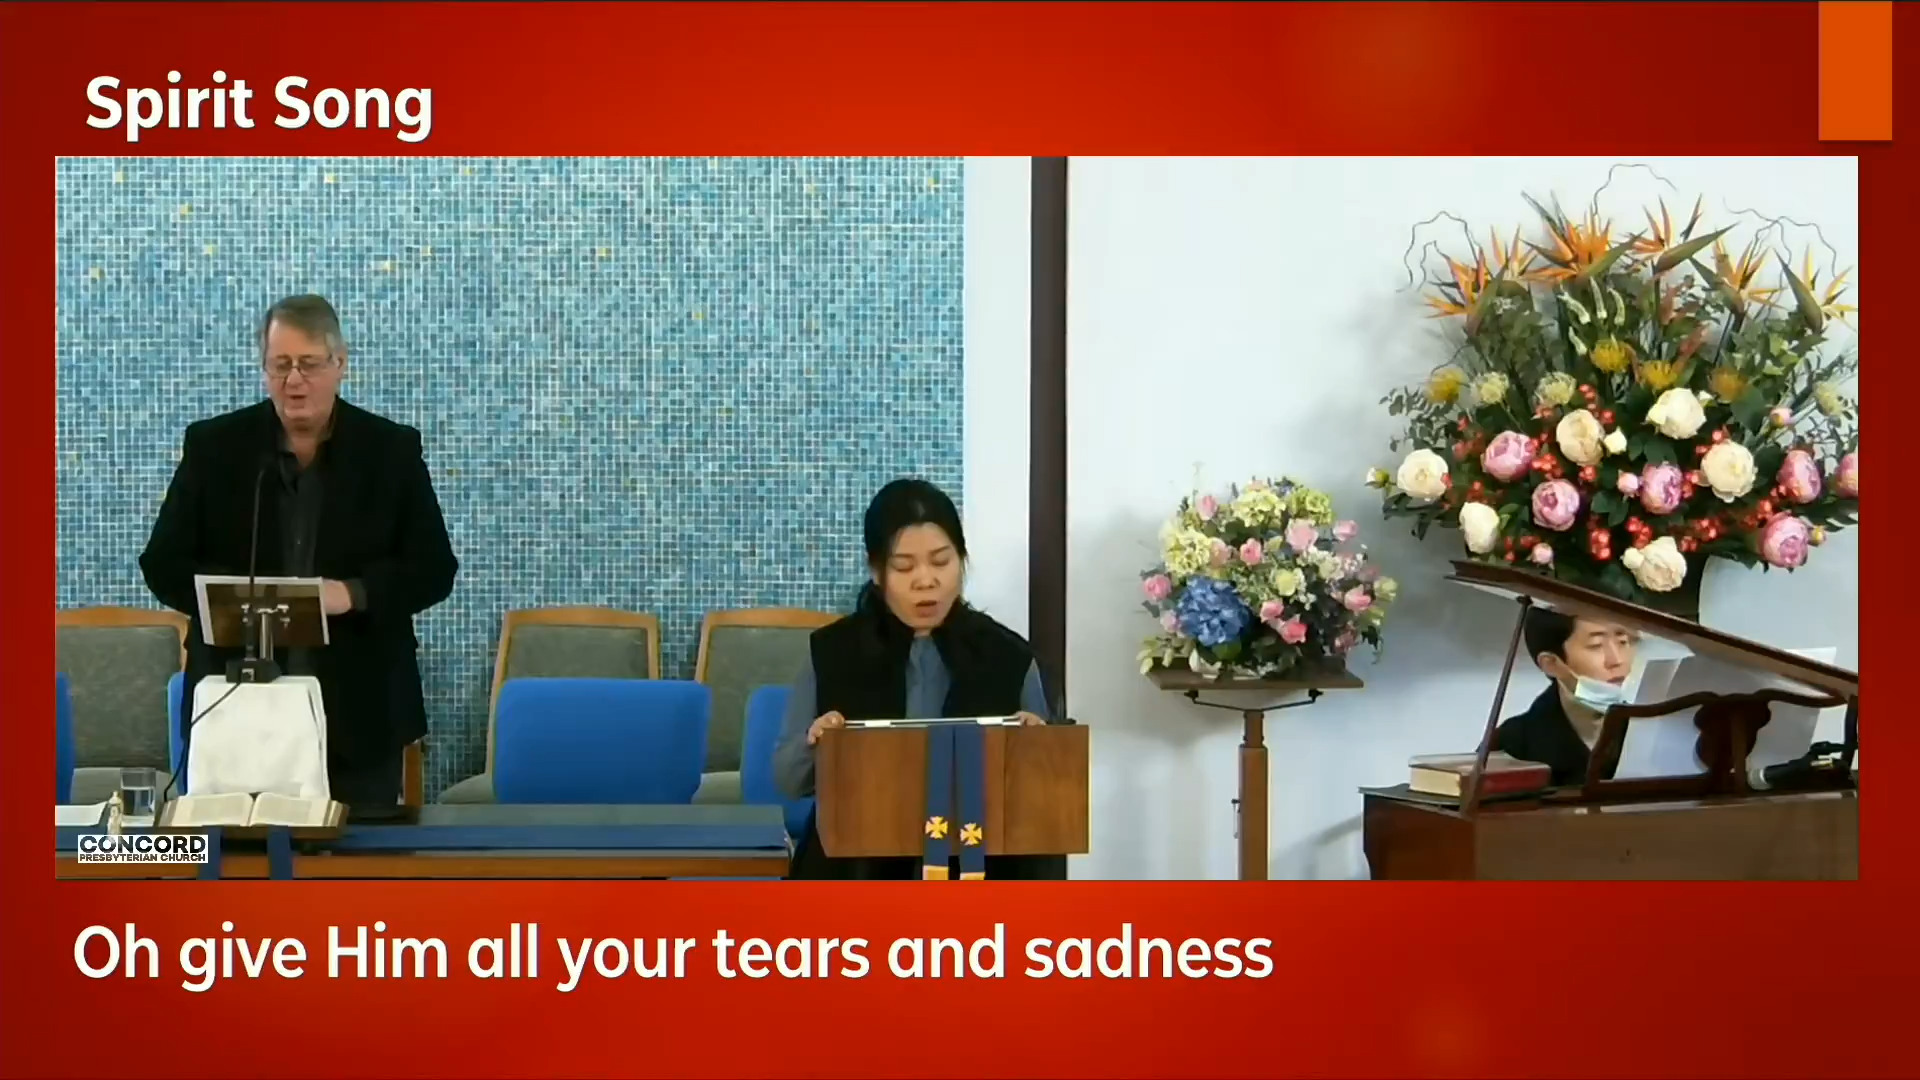 Spirit Song
CONCORD
PRESBYTERIAN CHURCH
Oh give Him all your tears and sadness